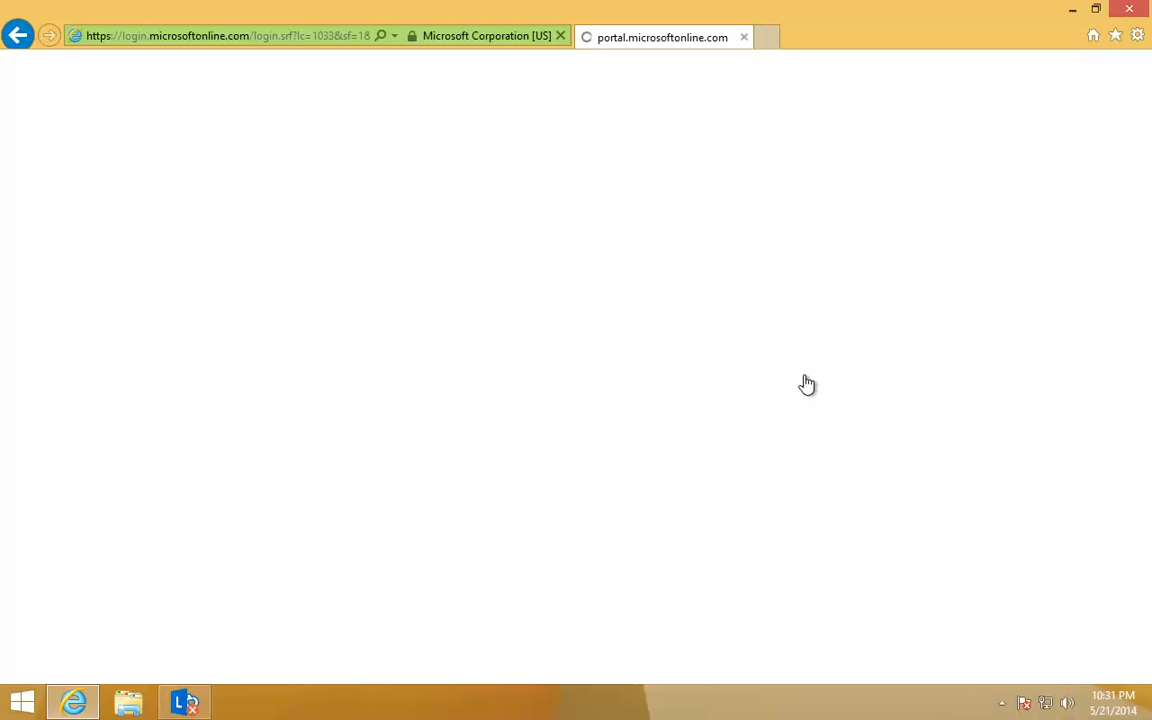 https://login.microsoftonline.com/login.srf?lc=1033&sf=18
Microsoft Corporation [US]
portal.microsoftonline.com
10:31 PM
5/21/2014